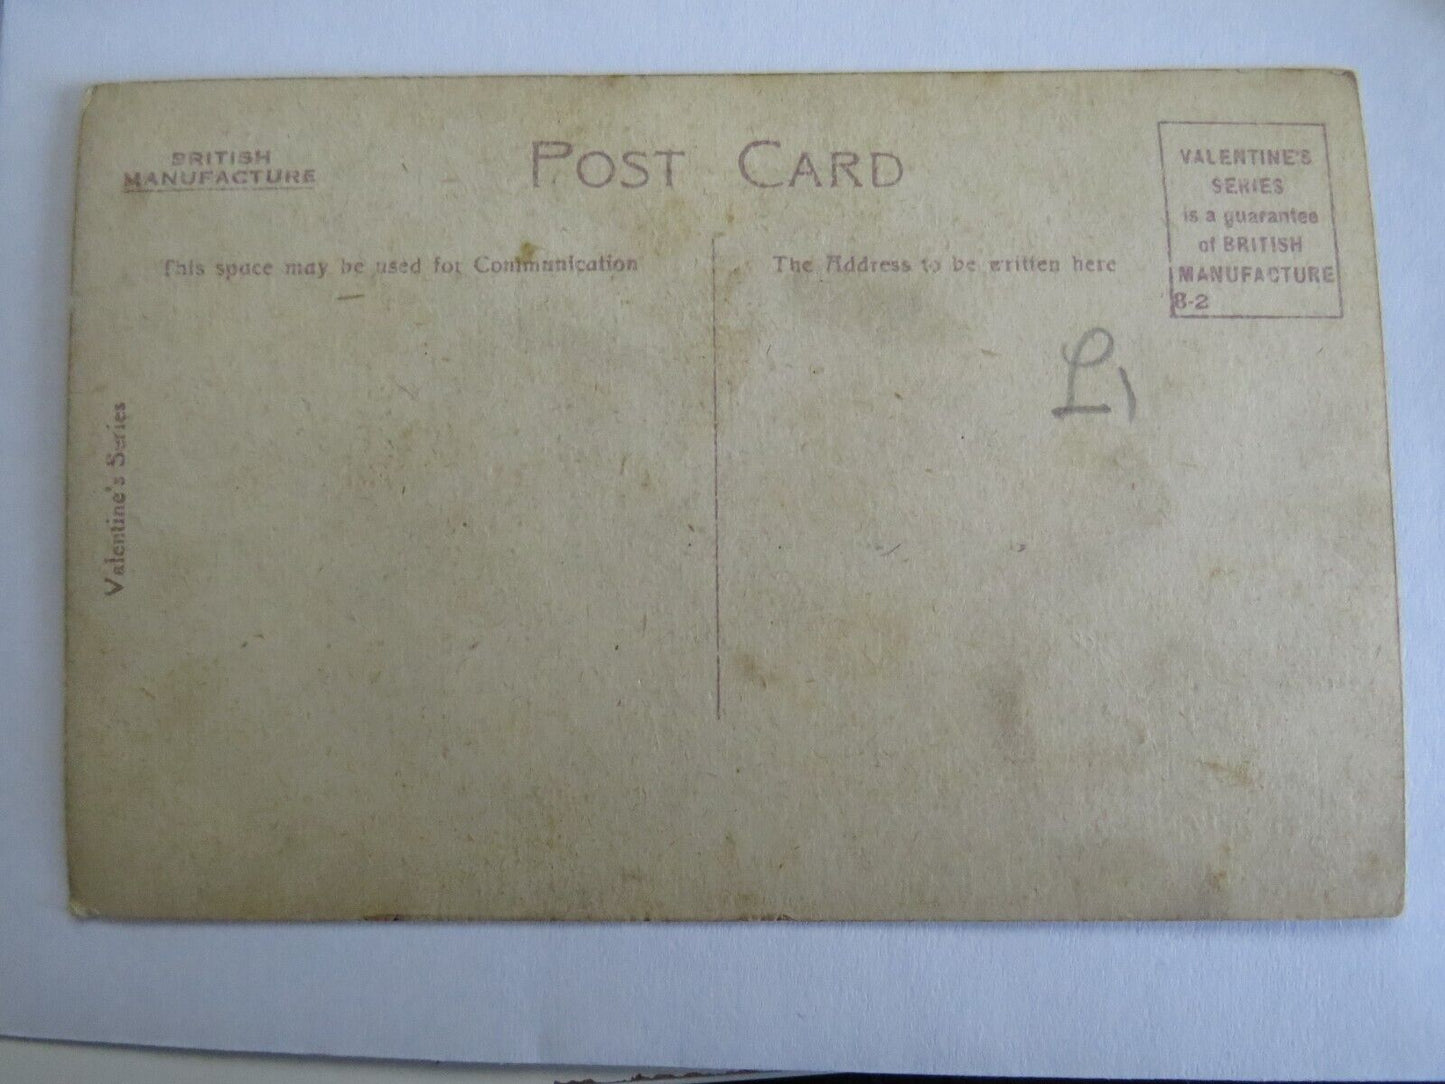 BRITISH
MANUFACTURE
POST CARD
VALENTINE'S
SERIES
is a guarantee
of BRITISH
MANUFACTURE
8-2
This space may be used for Communication
The Address to be written here
£1
Valentine's Series